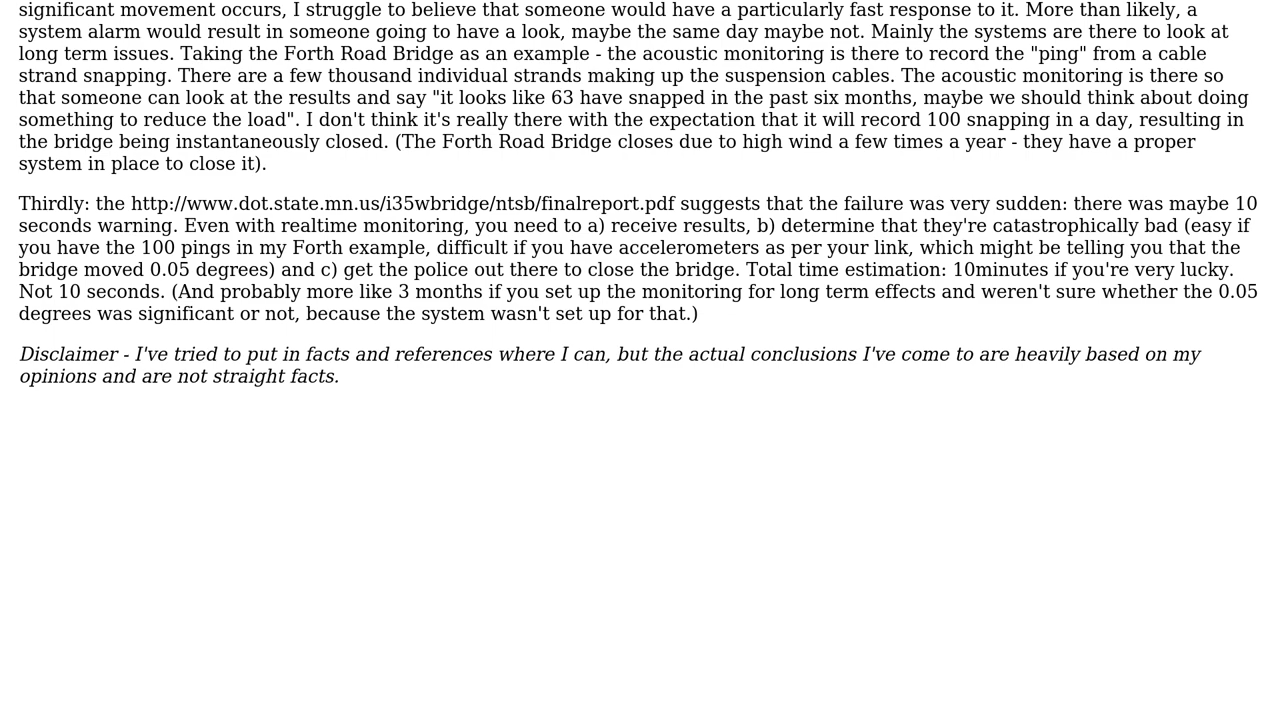 significant movement occurs, I struggle to believe that someone would have a particularly fast response to it. More than likely, a
system alarm would result in someone going to have a look, maybe the same day maybe not. Mainly the systems are there to look at
long term issues. Taking the Forth Road Bridge as an example - the acoustic monitoring is there to record the "ping" from a cable
strand snapping. There are a few thousand individual strands making up the suspension cables. The acoustic monitoring is there so
that someone can look at the results and say "it looks like 63 have snapped in the past six months, maybe we should think about doing
something to reduce the load". I don't think it's really there with the expectation that it will record 100 snapping in a day, resulting in
the bridge being instantaneously closed. (The Forth Road Bridge closes due to high wind a few times a year - they have a proper
system in place to close it).
Thirdly: the http://www.dot.state.mn.us/i35wbridge/ntsb/finalreport.pdf suggests that the failure was very sudden: there was maybe 10
seconds warning. Even with realtime monitoring, you need to a) receive results, b) determine that they're catastrophically bad (easy if
you have the 100 pings in my Forth example, difficult if you have accelerometers as per your link, which might be telling you that the
bridge moved 0.05 degrees) and c) get the police out there to close the bridge. Total time estimation: 10minutes if you're very lucky.
Not 10 seconds. (And probably more like 3 months if you set up the monitoring for long term effects and weren't sure whether the 0.05
degrees was significant or not, because the system wasn't set up for that.)
Disclaimer - I've tried to put in facts and references where I can, but the actual conclusions I've come to are heavily based on my
opinions and are not straight facts.